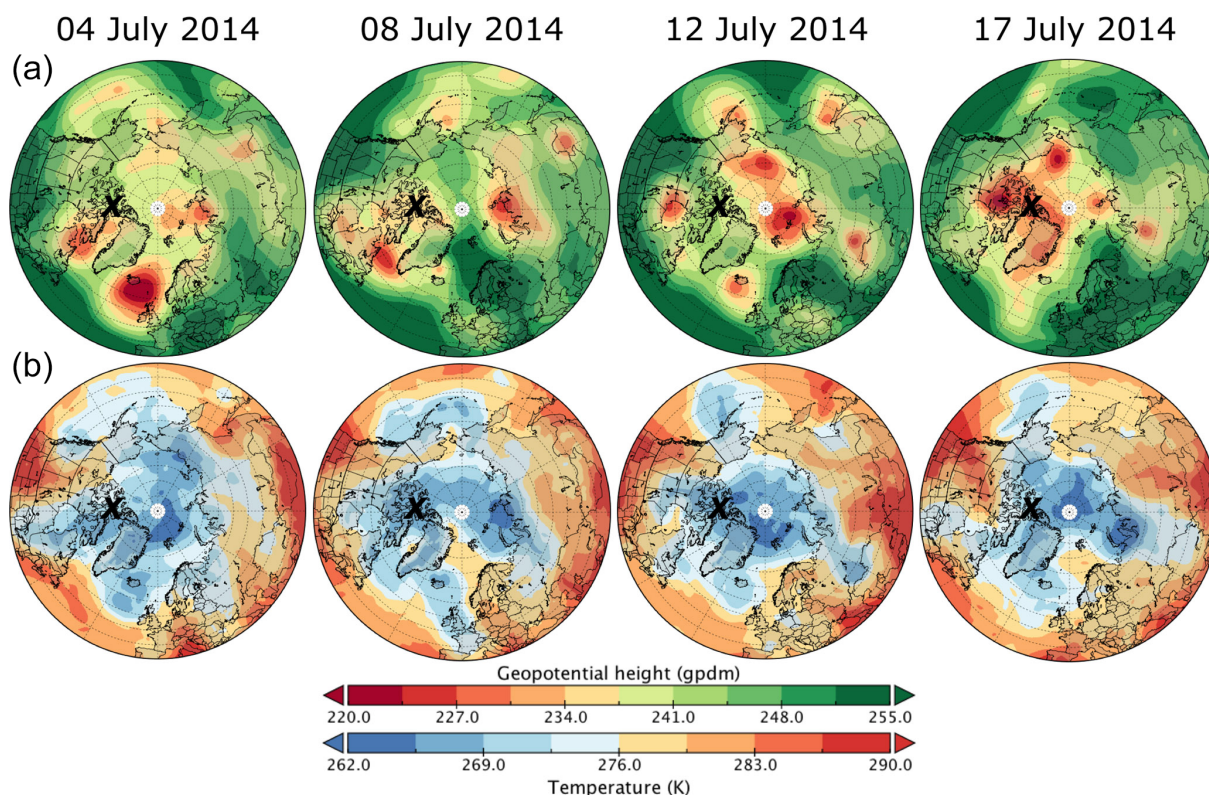 04 July 2014 08 July 2014 12 July 2014 17 July 2014
(a)
X X X X
(b)
X X X X
Geopotential height (gpdm)
220.0 227.0 234.0 241.0 248.0 255.0
262.0 269.0 276.0 283.0 290.0
Temperature (K)